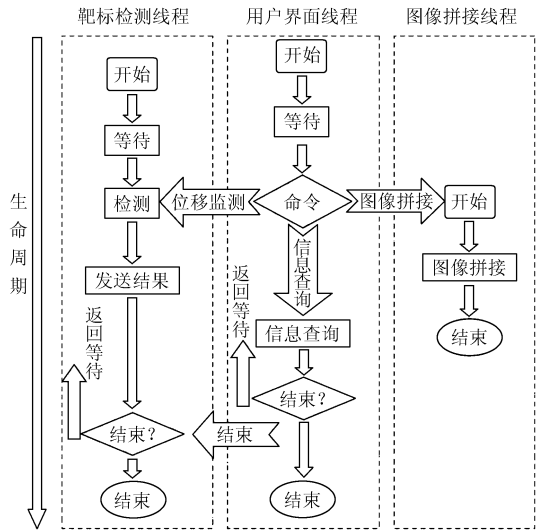 靶标检测线程
用户界面线程
图像拼接线程
生命周期
开始
等待
检测
发送结果
返回等待
结束?
结束
开始
等待
命令
位移监测
图像拼接
信息查询
信息查询
返回等待
结束?
结束
结束
开始
图像拼接
结束